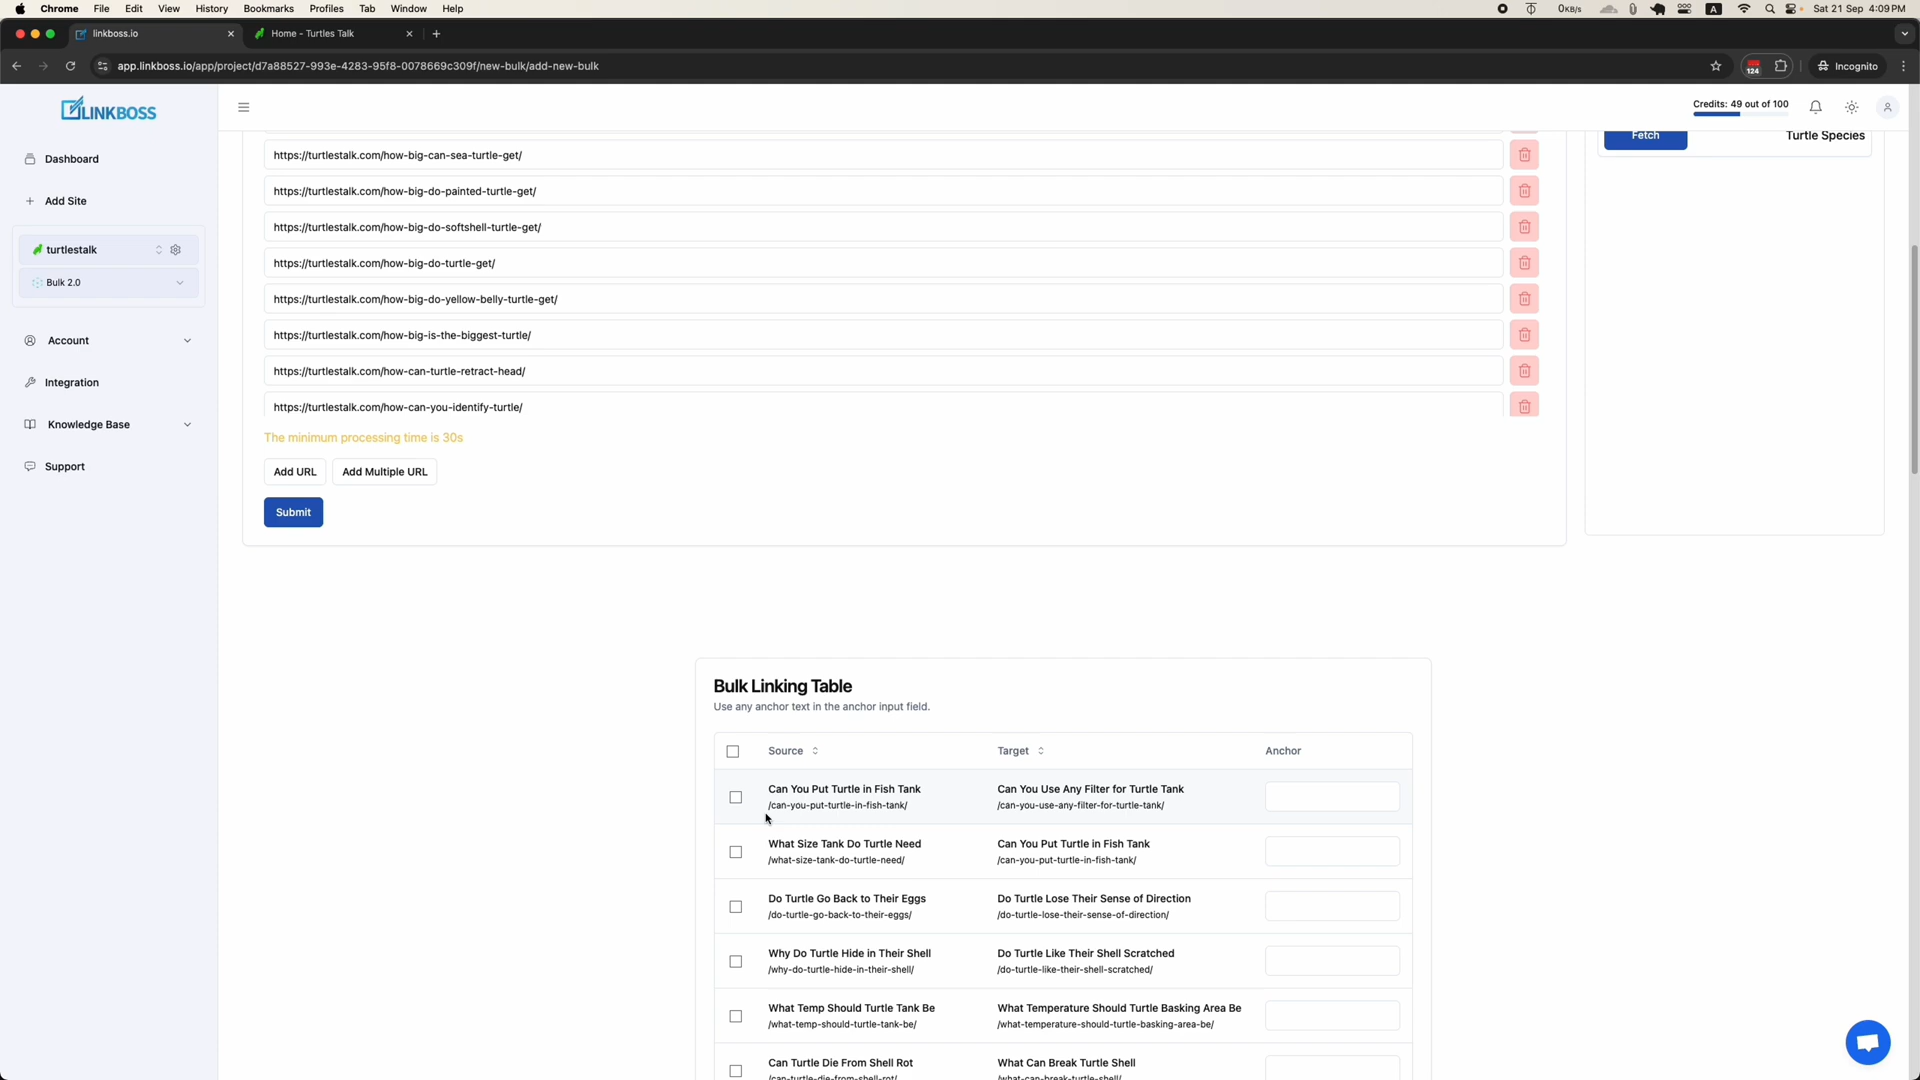 Chrome File Edit View History Bookmarks Profiles Tab Window Help
0KB/s A Sat 21 Sep 4:09PM
linkboss.io
Home - Turtles Talk
app.linkboss.io/app/project/d7a88527-993e-4283-95f8-0078669c309f/new-bulk/add-new-bulk
124
Incognito
LINKBOSS
Credits: 49 out of 100
Dashboard
Add Site
turtlestalk
Bulk 2.0
Account
Integration
Knowledge Base
Support
https://turtlestalk.com/how-big-can-sea-turtle-get/
https://turtlestalk.com/how-big-do-painted-turtle-get/
https://turtlestalk.com/how-big-do-softshell-turtle-get/
https://turtlestalk.com/how-big-do-turtle-get/
https://turtlestalk.com/how-big-do-yellow-belly-turtle-get/
https://turtlestalk.com/how-big-is-the-biggest-turtle/
https://turtlestalk.com/how-can-turtle-retract-head/
https://turtlestalk.com/how-can-you-identify-turtle/
The minimum processing time is 30s
Add URL
Add Multiple URL
Submit
Fetch
Turtle Species
Bulk Linking Table
Use any anchor text in the anchor input field.
Source Target Anchor
Can You Put Turtle in Fish Tank
/can-you-put-turtle-in-fish-tank/
Can You Use Any Filter for Turtle Tank
/can-you-use-any-filter-for-turtle-tank/
What Size Tank Do Turtle Need
/what-size-tank-do-turtle-need/
Can You Put Turtle in Fish Tank
/can-you-put-turtle-in-fish-tank/
Do Turtle Go Back to Their Eggs
/do-turtle-go-back-to-their-eggs/
Do Turtle Lose Their Sense of Direction
/do-turtle-lose-their-sense-of-direction/
Why Do Turtle Hide in Their Shell
/why-do-turtle-hide-in-their-shell/
Do Turtle Like Their Shell Scratched
/do-turtle-like-their-shell-scratched/
What Temp Should Turtle Tank Be
/what-temp-should-turtle-tank-be/
What Temperature Should Turtle Basking Area Be
/what-temperature-should-turtle-basking-area-be/
Can Turtle Die From Shell Rot
/can-turtle-die-from-shell-rot/
What Can Break Turtle Shell
/what-can-break-turtle-shell/